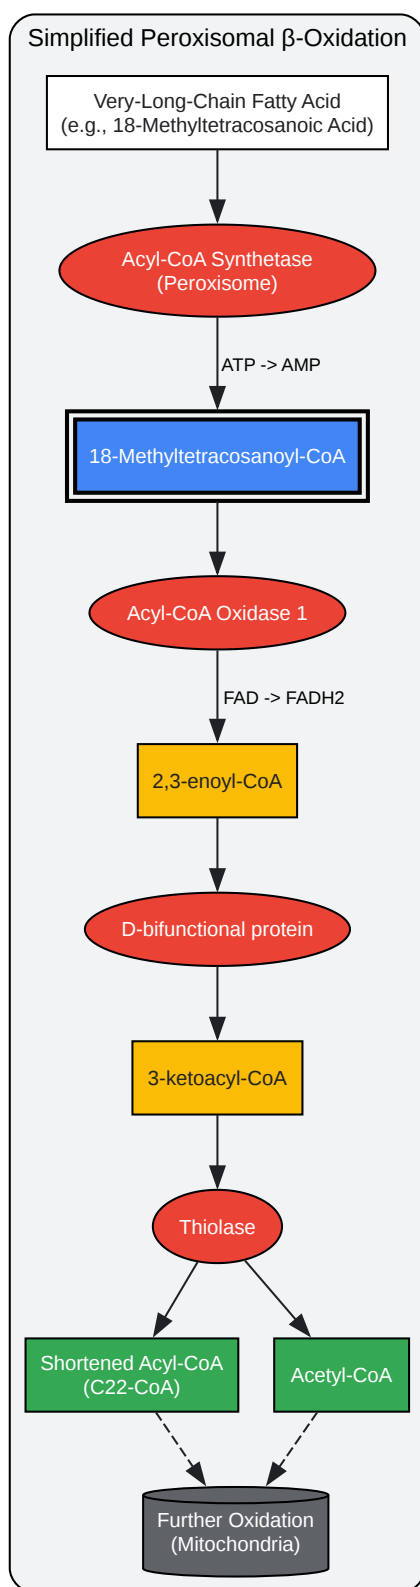 Simplified Peroxisomal β-Oxidation
Very-Long-Chain Fatty Acid
(e.g., 18-Methyltetracosanoic Acid)
Acyl-CoA Synthetase
(Peroxisome)
ATP -> AMP
18-Methyltetracosanoyl-CoA
Acyl-CoA Oxidase 1
FAD -> FADH2
2,3-enoyl-CoA
D-bifunctional protein
3-ketoacyl-CoA
Thiolase
Shortened Acyl-CoA
(C22-CoA)
Acetyl-CoA
Further Oxidation
(Mitochondria)